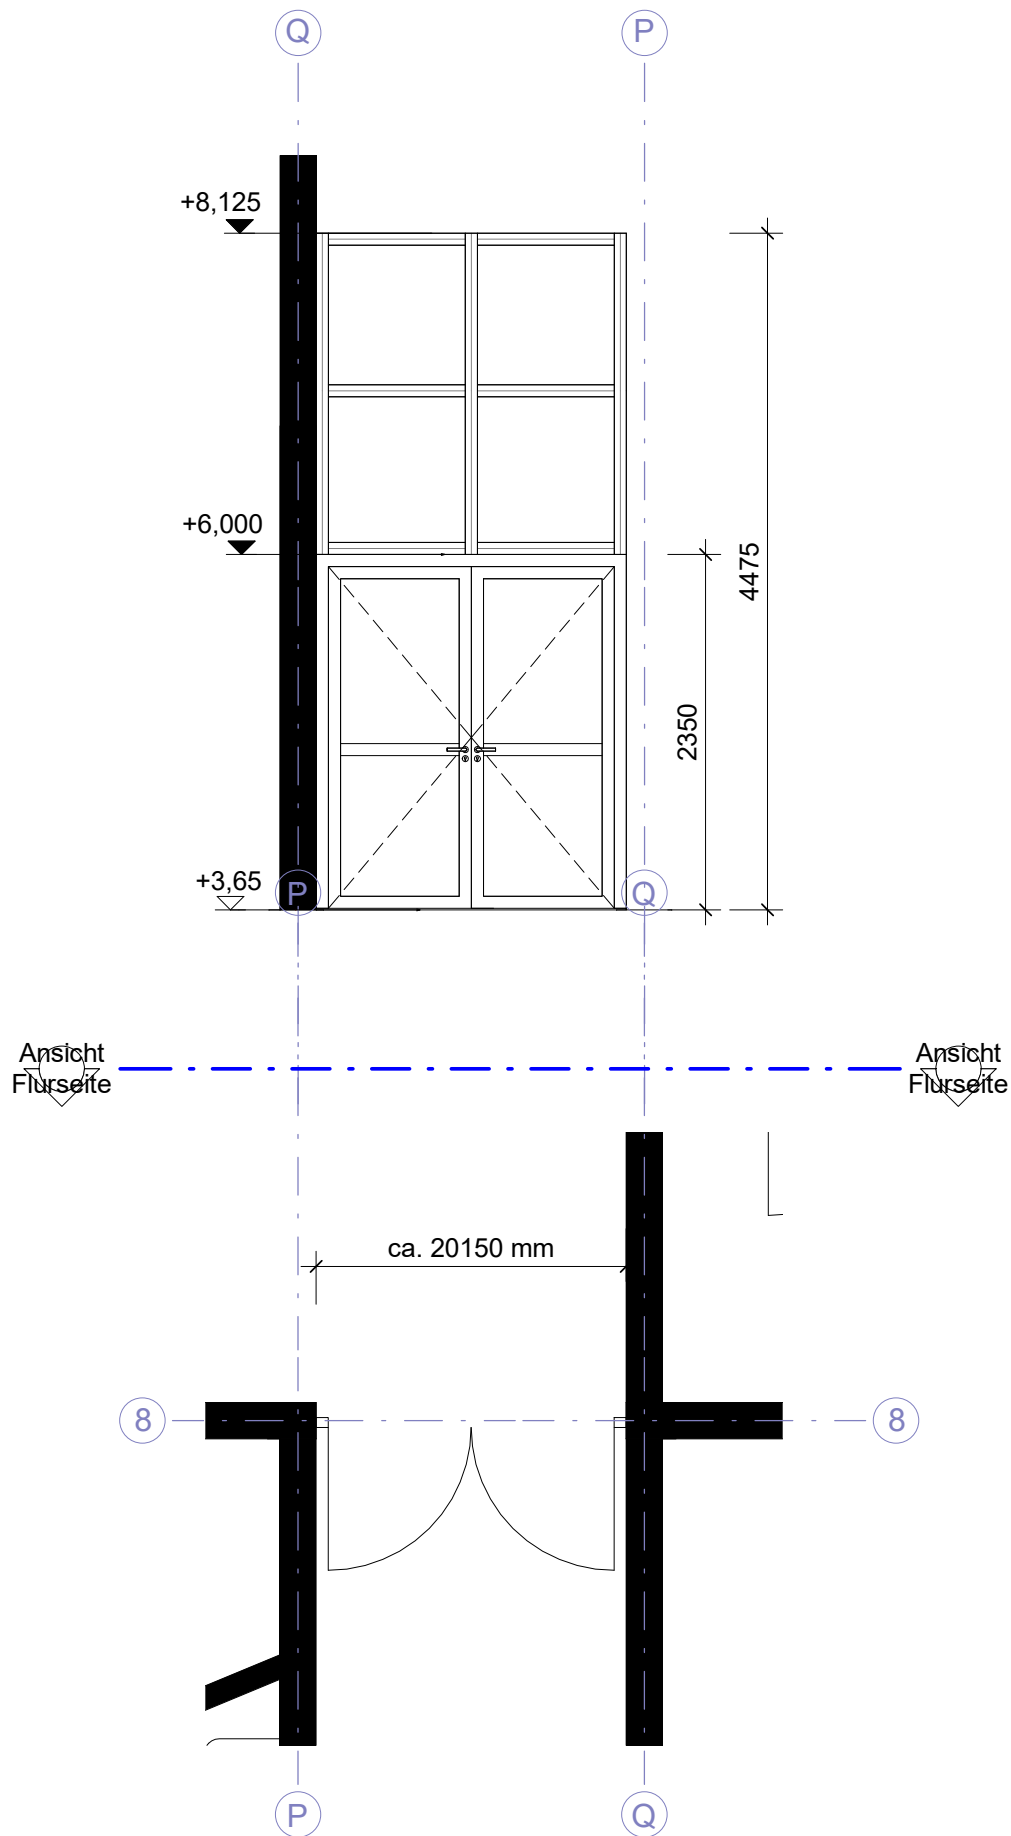 Q P
+8,125
+6,000
4475
2350
+3,65
P Q
Ansicht
Flurseite
Ansicht
Flurseite
ca. 20150 mm
8 8
P Q